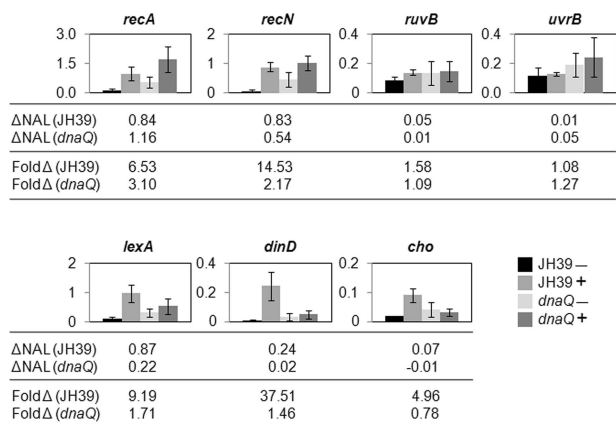 recA recN ruvB uvrB
3.0 1.2 0.4 0.4
1.5 0.6 0.2 0.2
0.0 0.0 0.0 0.0
ΔNAL (JH39) 0.84 0.83 0.05 0.01
ΔNAL (dnaQ) 1.16 0.54 0.01 0.05
Fold Δ (JH39) 6.53 14.53 1.58 1.08
Fold Δ (dnaQ) 3.10 2.17 1.09 1.27
lexA dinD cho
2 0.4 0.2
1 0.2 0.1
0 0 0
JH39 —
JH39 +
dnaQ —
dnaQ +
ΔNAL (JH39) 0.87 0.24 0.07
ΔNAL (dnaQ) 0.22 0.02 -0.01
Fold Δ (JH39) 9.19 37.51 4.96
Fold Δ (dnaQ) 1.71 1.46 0.78